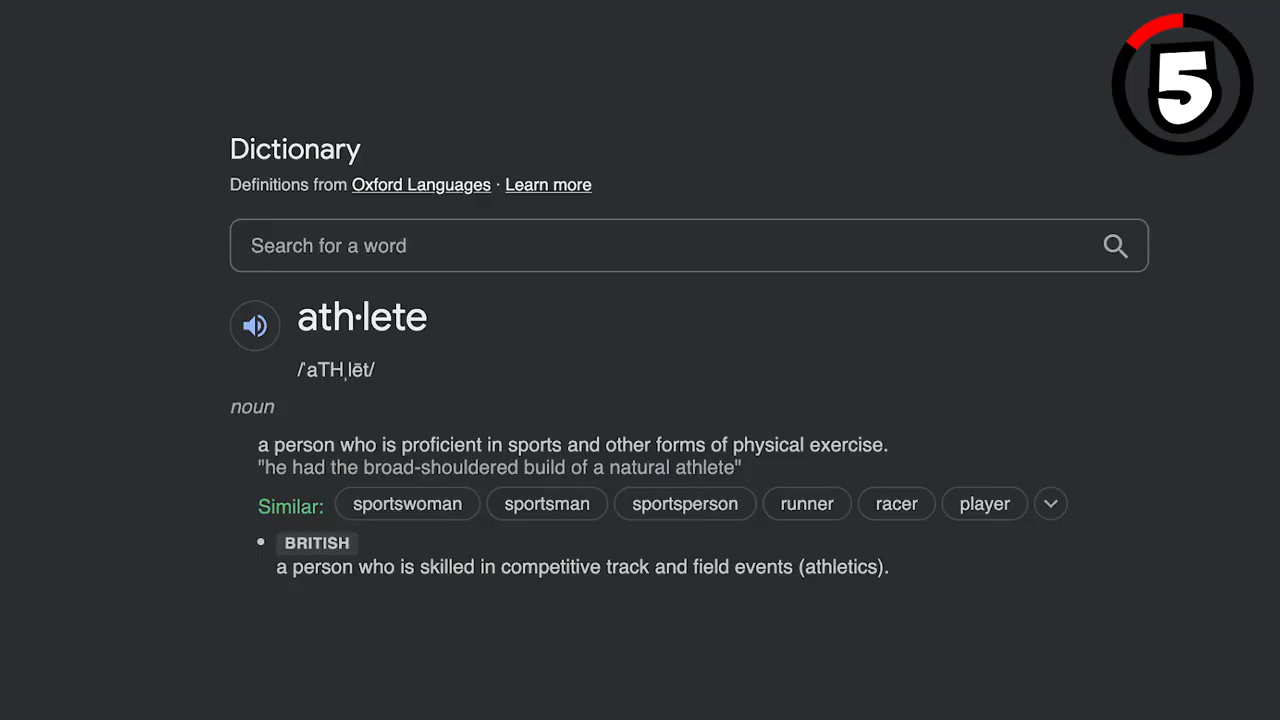 5
Dictionary
Definitions from Oxford Languages · Learn more
Search for a word
ath·lete
/ˈaTHˌlēt/
noun
a person who is proficient in sports and other forms of physical exercise.
"he had the broad-shouldered build of a natural athlete"
Similar: sportswoman sportsman sportsperson runner racer player
• BRITISH
a person who is skilled in competitive track and field events (athletics).